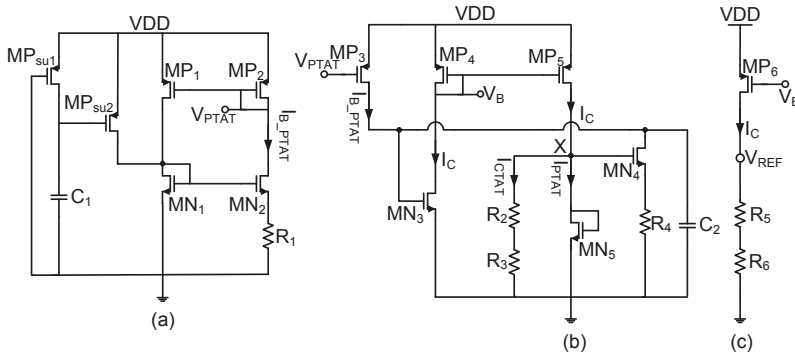 VDD
MPsu1
MP1
MP2
MPsu2
VPTAT
IB_PTAT
C1
MN1
MN2
R1
(a)
VDD
MP3
VPTAT
MP4
MP5
VB
IB_PTAT
IC
IC
X
ICTAT
IPTAT
MN4
MN3
R2
R3
MN5
R4
C2
(b)
VDD
MP6
VB
IC
VREF
R5
R6
(c)